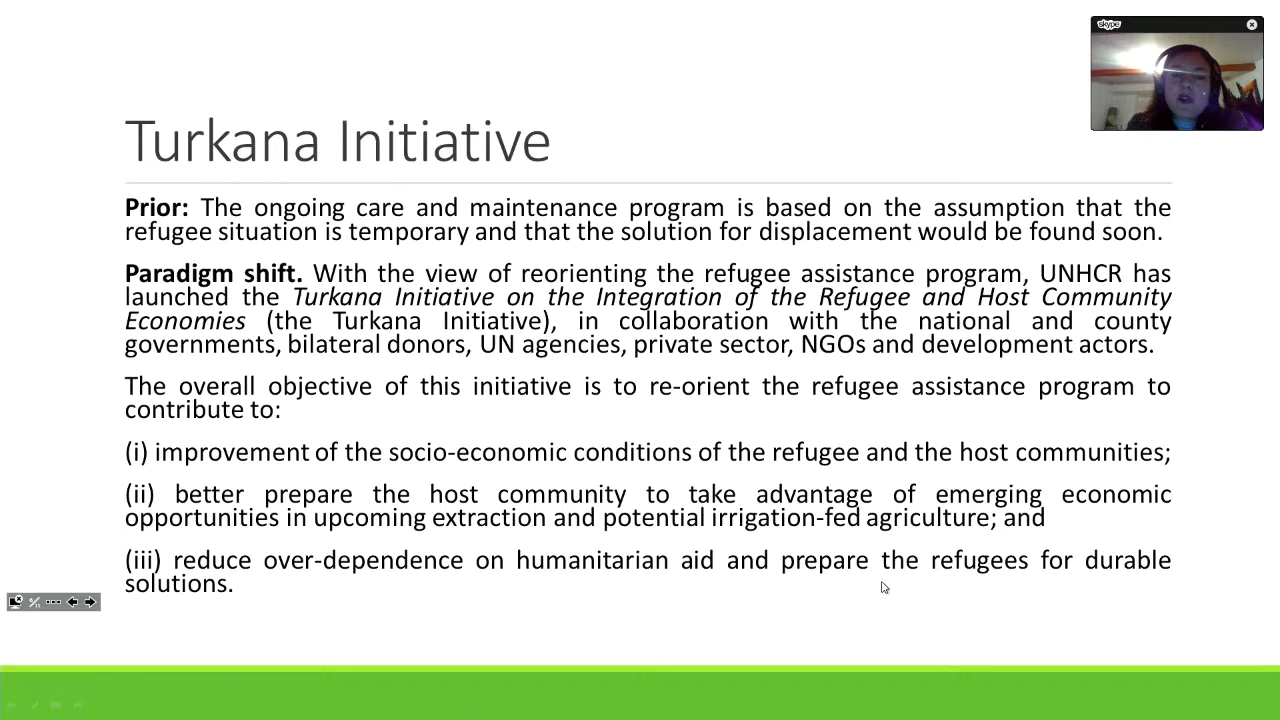 skype
Turkana Initiative
Prior: The ongoing care and maintenance program is based on the assumption that the
refugee situation is temporary and that the solution for displacement would be found soon.
Paradigm shift. With the view of reorienting the refugee assistance program, UNHCR has
launched the Turkana Initiative on the Integration of the Refugee and Host Community
Economies (the Turkana Initiative), in collaboration with the national and county
governments, bilateral donors, UN agencies, private sector, NGOs and development actors.
The overall objective of this initiative is to re-orient the refugee assistance program to
contribute to:
(i) improvement of the socio-economic conditions of the refugee and the host communities;
(ii) better prepare the host community to take advantage of emerging economic
opportunities in upcoming extraction and potential irrigation-fed agriculture; and
(iii) reduce over-dependence on humanitarian aid and prepare the refugees for durable
solutions.